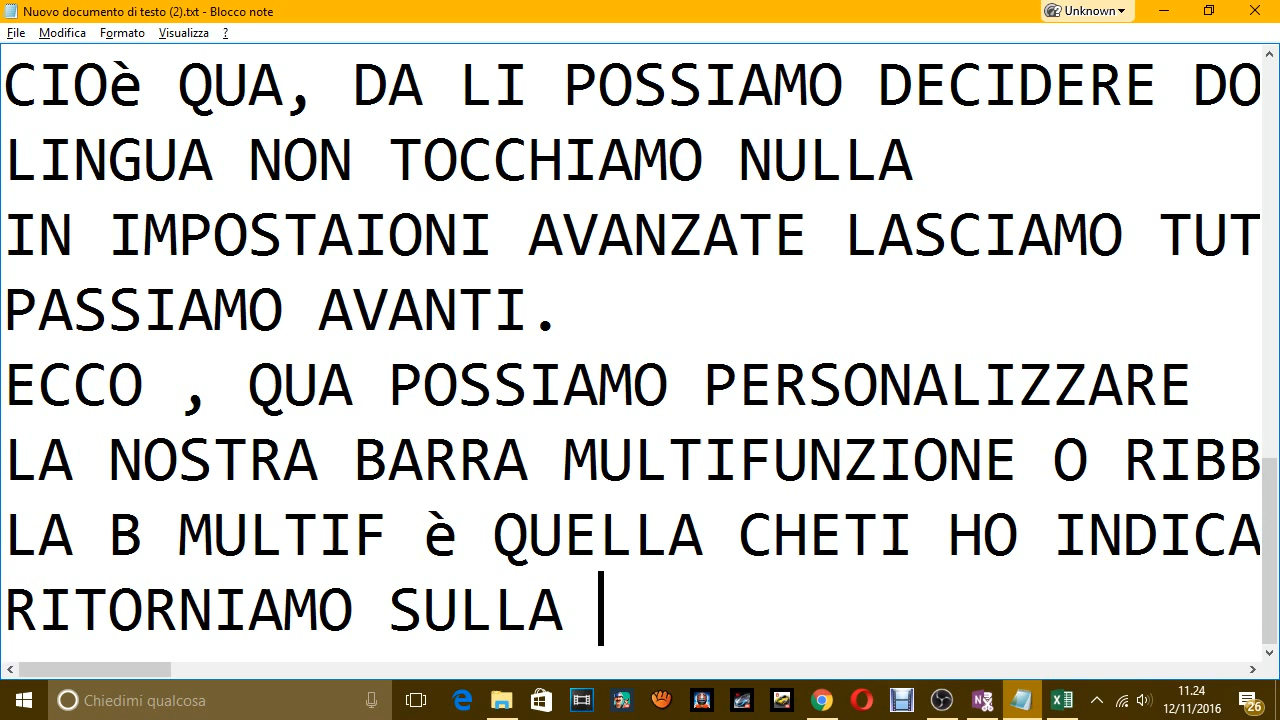 Nuovo documento di testo (2).txt - Blocco note
Unknown
File Modifica Formato Visualizza ?
CIOè QUA, DA LI POSSIAMO DECIDERE DO
LINGUA NON TOCCHIAMO NULLA
IN IMPOSTAIONI AVANZATE LASCIAMO TUT
PASSIAMO AVANTI.
ECCO , QUA POSSIAMO PERSONALIZZARE
LA NOSTRA BARRA MULTIFUNZIONE O RIBB
LA B MULTIF è QUELLA CHETI HO INDICA
RITORNIAMO SULLA
Chiedimi qualcosa
11.24
12/11/2016
26